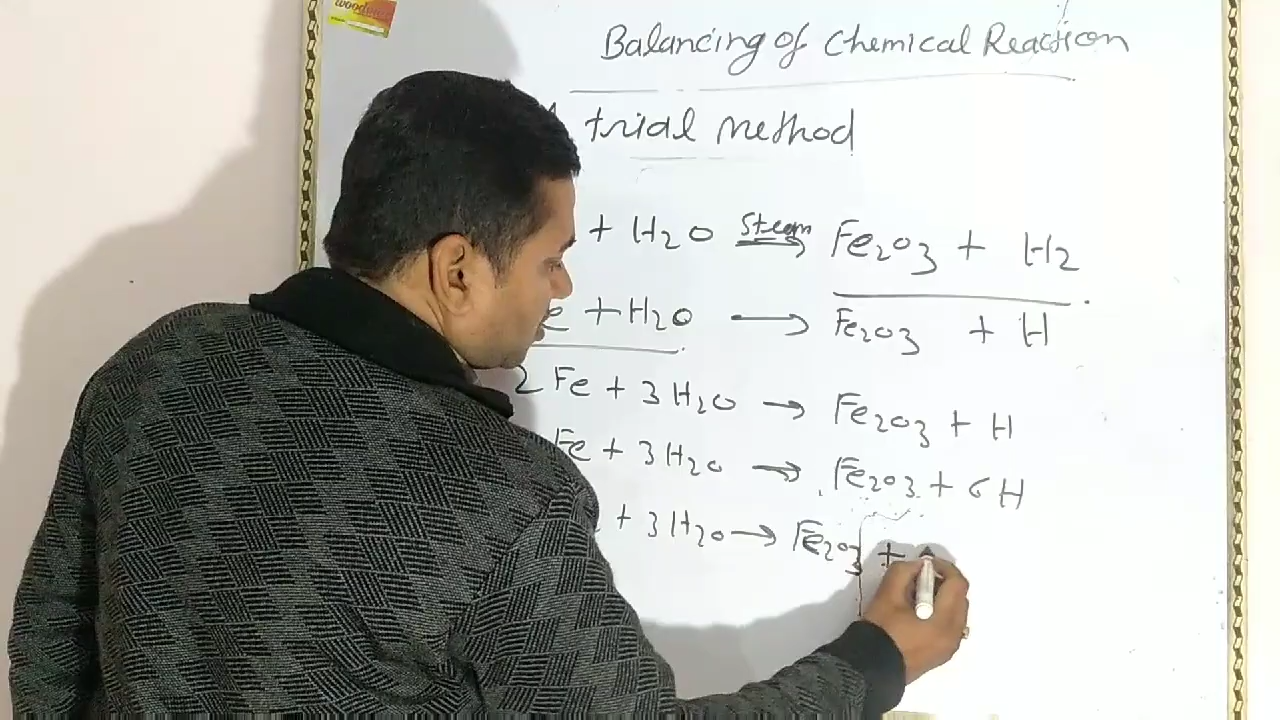 woodward
Balancing of Chemical Reaction
trial method
+ H2O Steam → Fe2O3 + H2
e + H2O → Fe2O3 + H
2Fe + 3H2O → Fe2O3 + H
Fe + 3H2O → Fe2O3 + 6H
+ 3H2O → Fe2O3 +